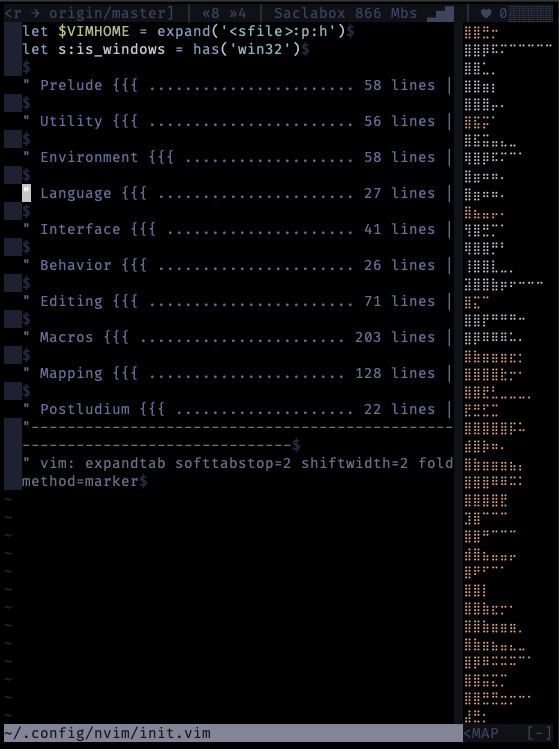 <r → origin/master] │ «8 »4 │ Saclabox 866 Mbs ▂▄▆ │ ♥ 0
let $VIMHOME = expand('<sfile>:p:h')$
let s:is_windows = has('win32')$
$
" Prelude {{{ ....................... 58 lines |
$
" Utility {{{ ....................... 56 lines |
$
" Environment {{{ ................... 58 lines |
$
" Language {{{ ...................... 27 lines |
$
" Interface {{{ ..................... 41 lines |
$
" Behavior {{{ ...................... 26 lines |
$
" Editing {{{ ....................... 71 lines |
$
" Macros {{{ ........................ 203 lines |
$
" Mapping {{{ ....................... 128 lines |
$
" Postludium {{{ .................... 22 lines |
"-----------------------------------------------
------------------------------$
" vim: expandtab softtabstop=2 shiftwidth=2 fold
method=marker$
~
~
~
~
~
~
~
~
~
~
~
~
~
~/.config/nvim/init.vim
<MAP [-]